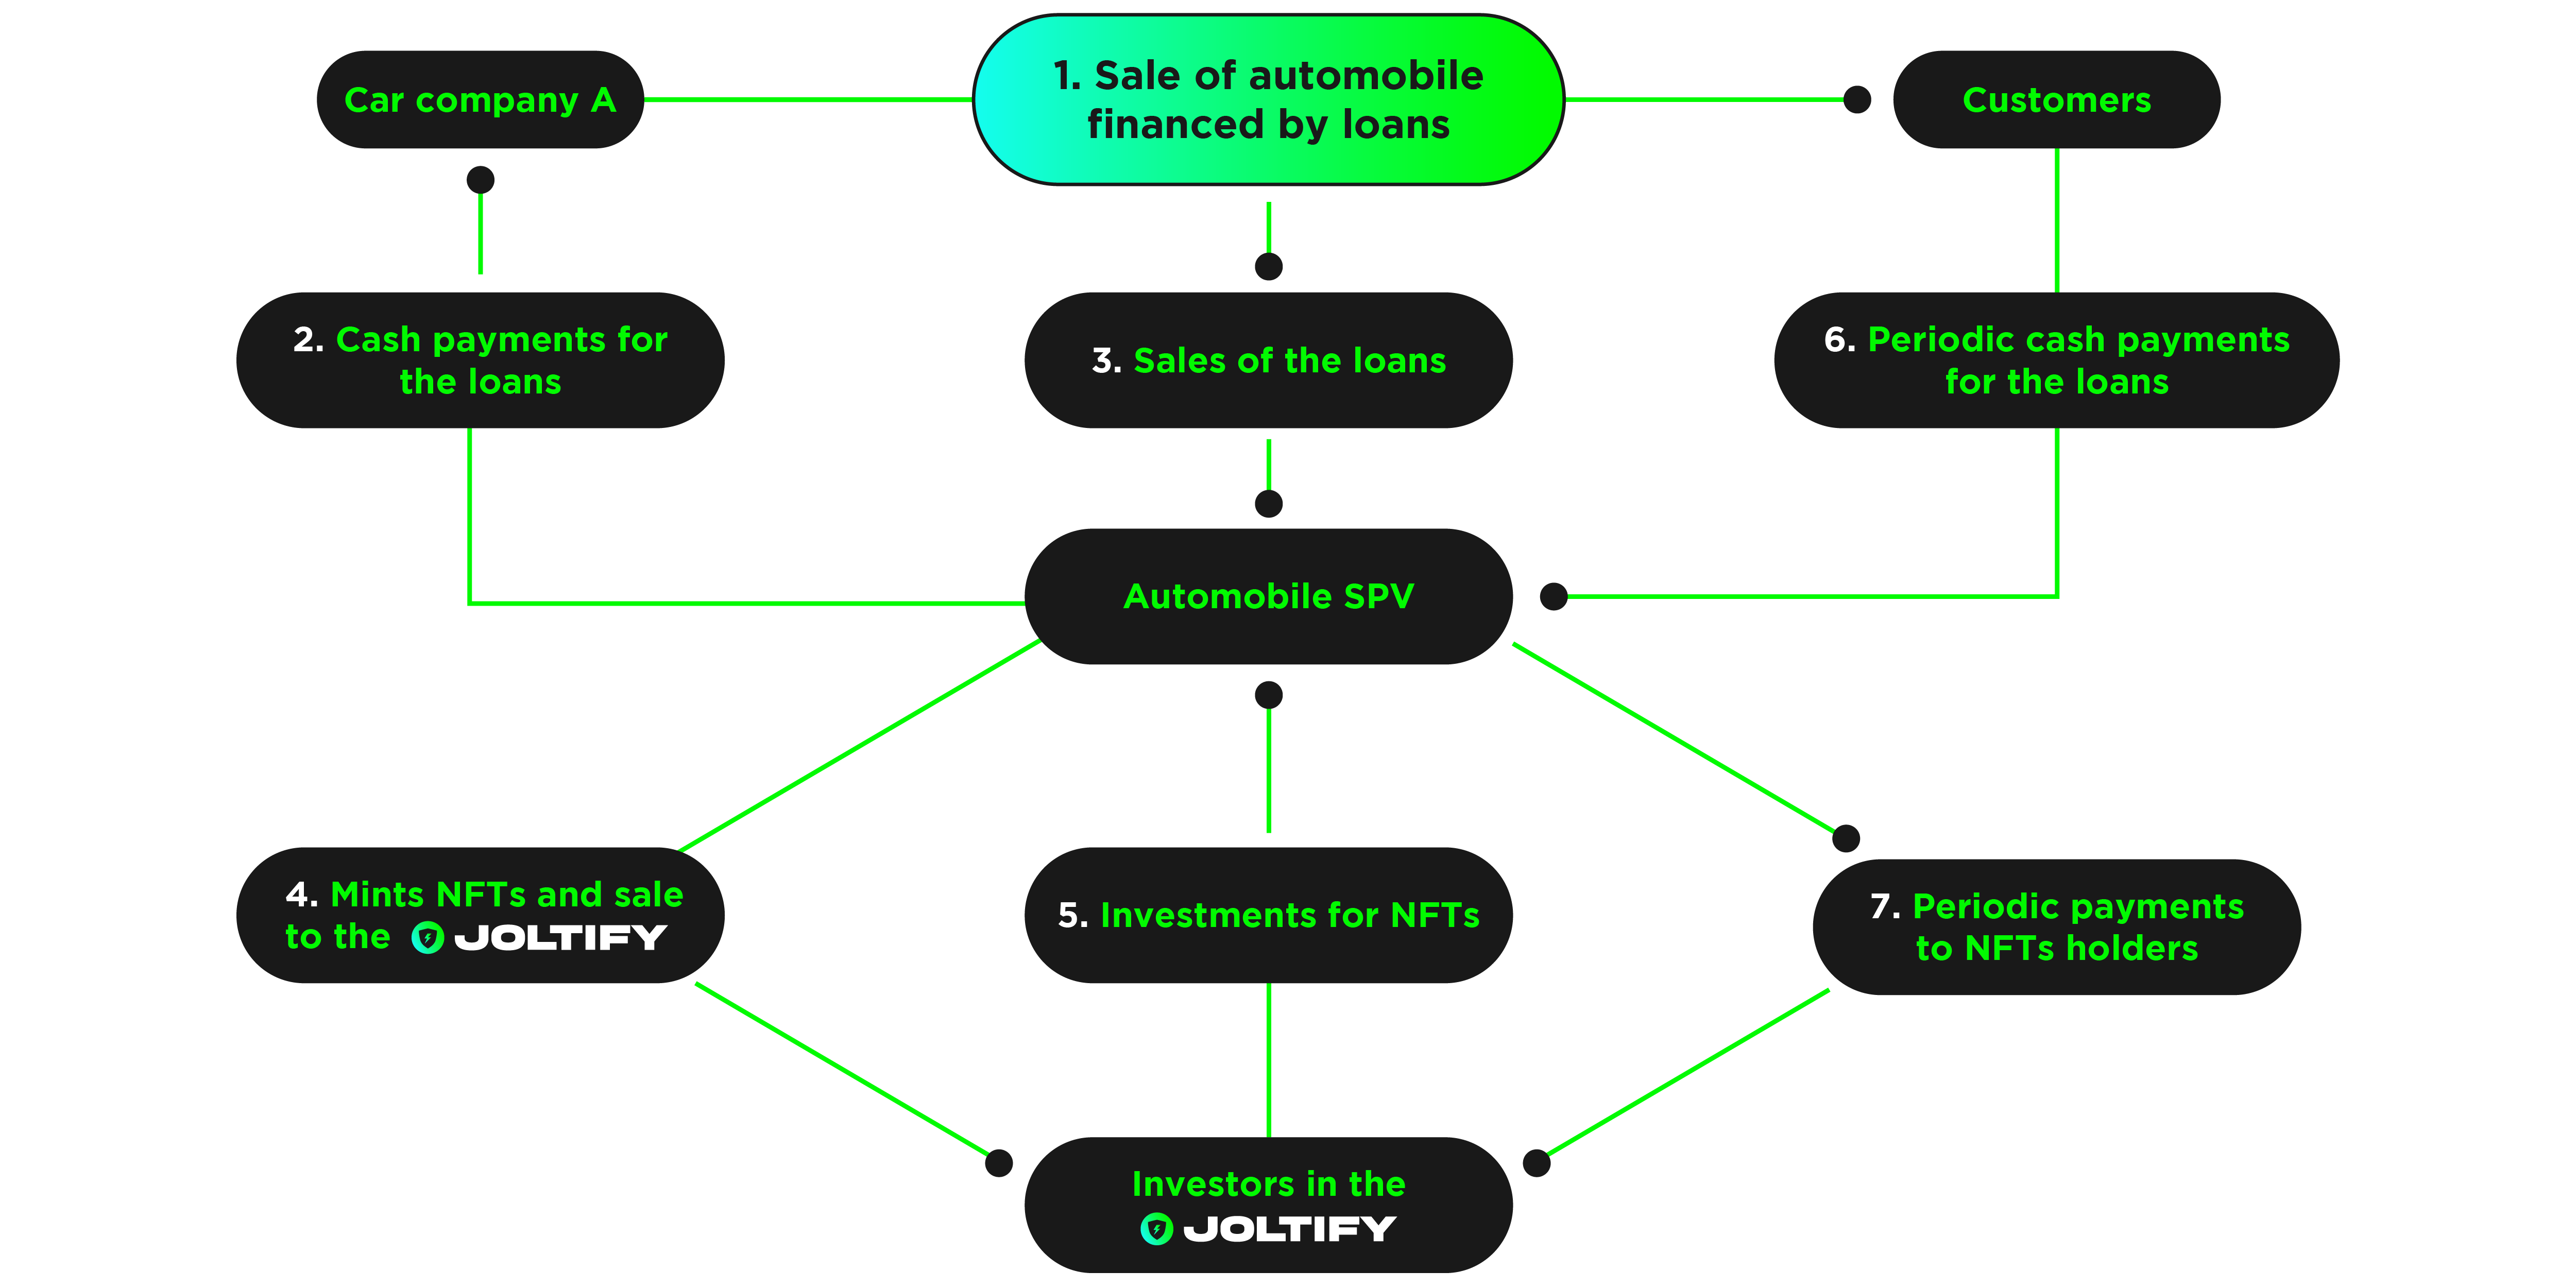 Car company A
1. Sale of automobile
financed by loans
Customers
2. Cash payments for
the loans
3. Sales of the loans
6. Periodic cash payments
for the loans
Automobile SPV
4. Mints NFTs and sale
to the JOLTIFY
5. Investments for NFTs
7. Periodic payments
to NFTs holders
Investors in the
JOLTIFY